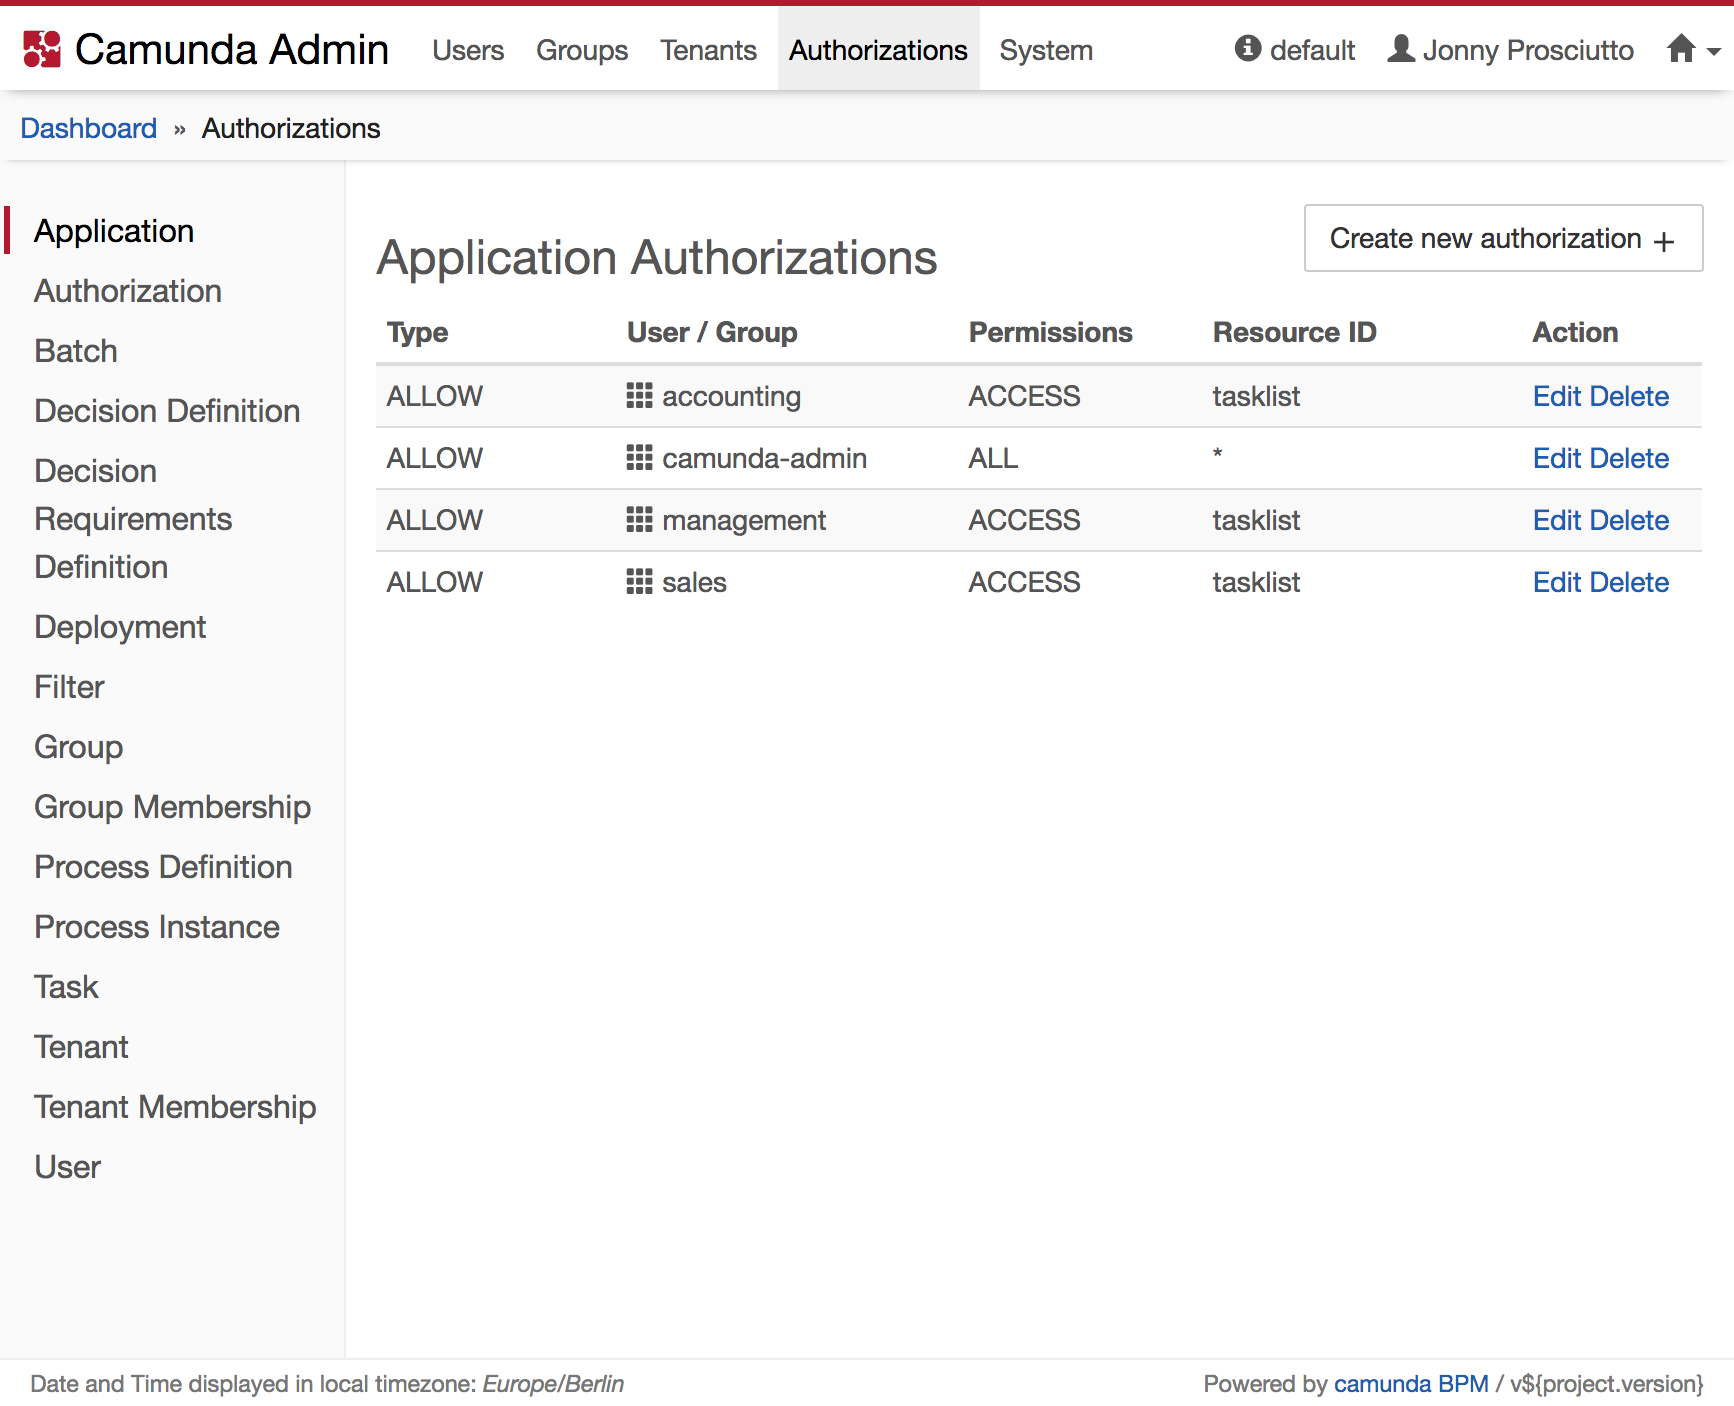 Camunda Admin Users Groups Tenants Authorizations System default Jonny Prosciutto
Dashboard » Authorizations
Application
Authorization
Batch
Decision Definition
Decision
Requirements
Definition
Deployment
Filter
Group
Group Membership
Process Definition
Process Instance
Task
Tenant
Tenant Membership
User
Application Authorizations
Create new authorization +
Type User / Group Permissions Resource ID Action
ALLOW accounting ACCESS tasklist Edit Delete
ALLOW camunda-admin ALL * Edit Delete
ALLOW management ACCESS tasklist Edit Delete
ALLOW sales ACCESS tasklist Edit Delete
Date and Time displayed in local timezone: Europe/Berlin
Powered by camunda BPM / v${project.version}